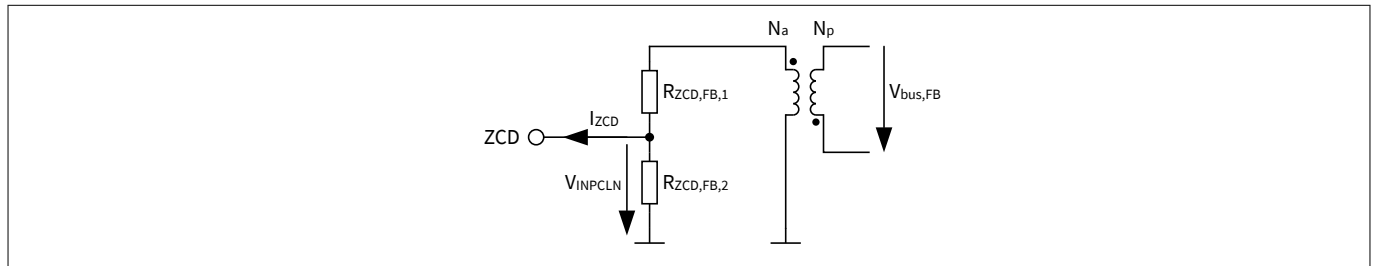 Na Np
RZCD,FB,1
Vbus,FB
IZCD
ZCD
VINPCLN
RZCD,FB,2